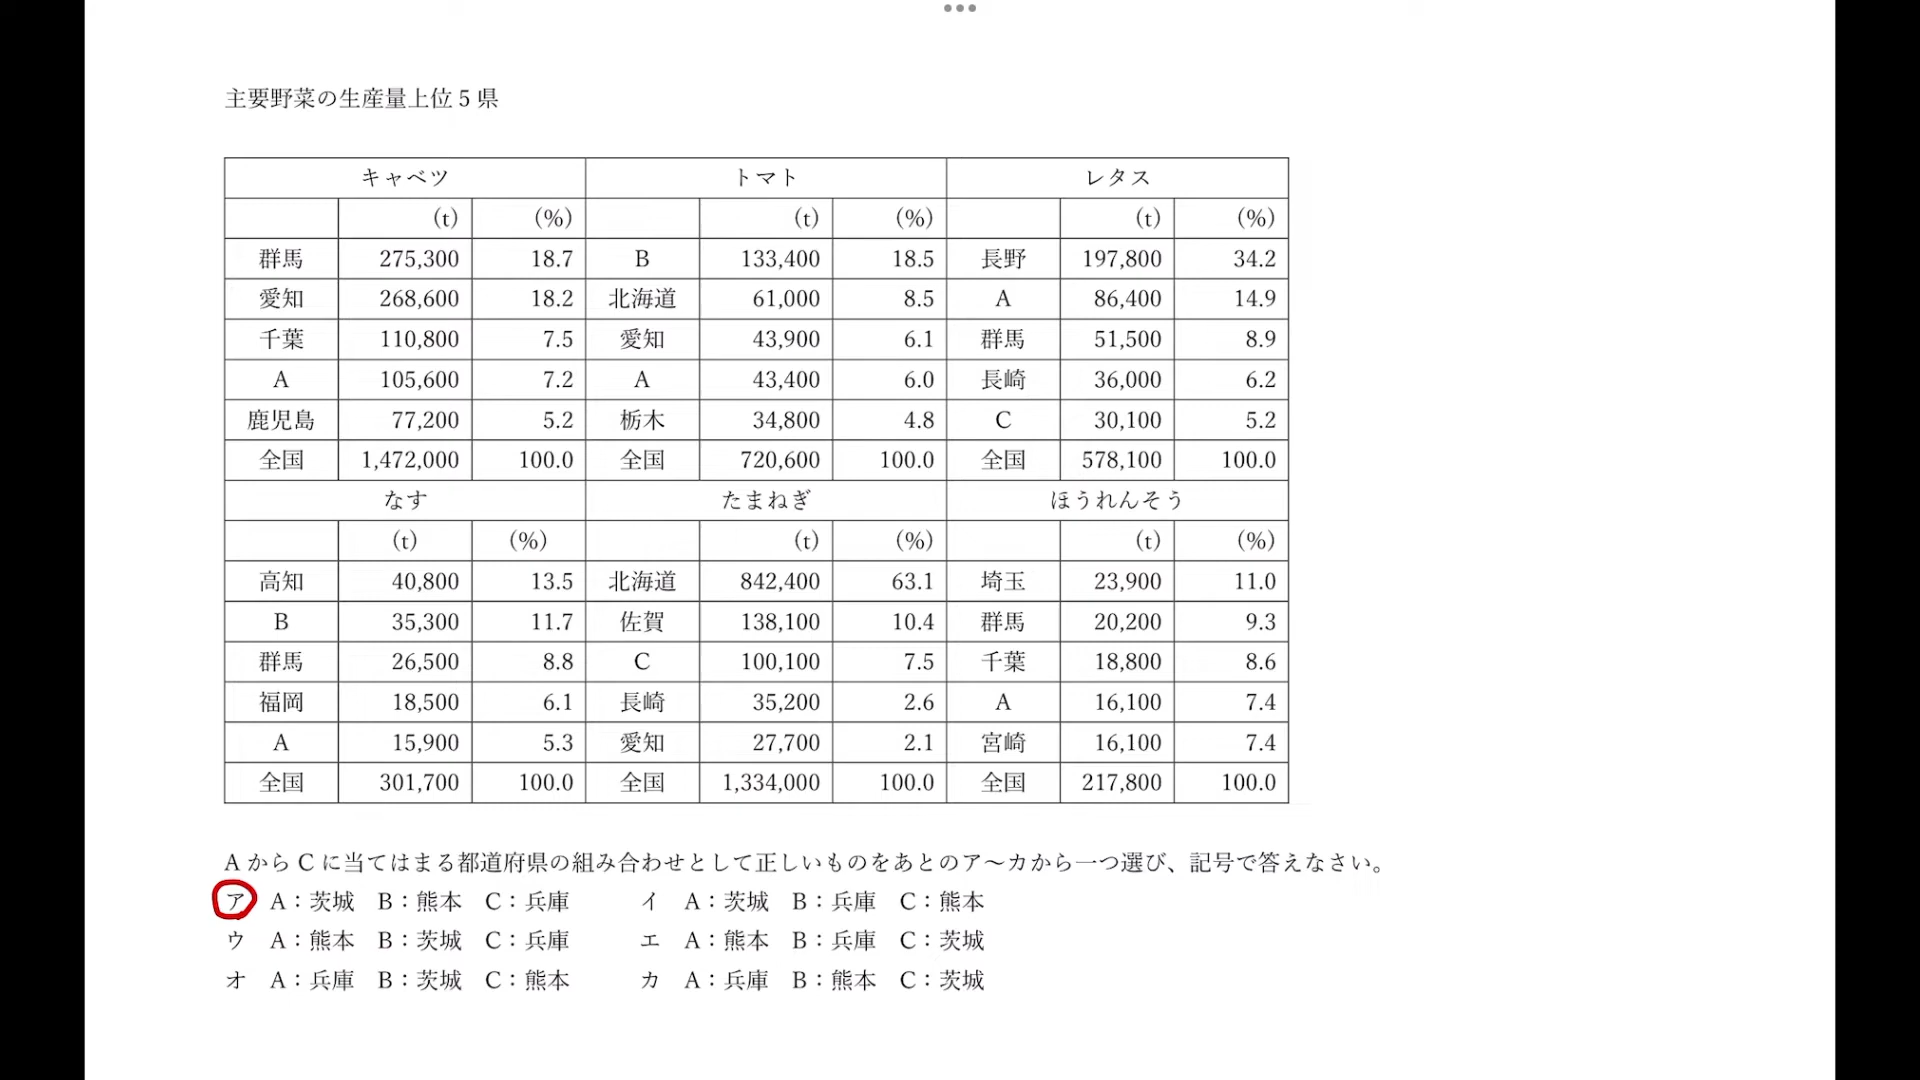 主要野菜の生産量上位5県
キャベツ トマト レタス
(t) (%) (t) (%) (t) (%)
群馬 275,300 18.7 B 133,400 18.5 長野 197,800 34.2
愛知 268,600 18.2 北海道 61,000 8.5 A 86,400 14.9
千葉 110,800 7.5 愛知 43,900 6.1 群馬 51,500 8.9
A 105,600 7.2 A 43,400 6.0 長崎 36,000 6.2
鹿児島 77,200 5.2 栃木 34,800 4.8 C 30,100 5.2
全国 1,472,000 100.0 全国 720,600 100.0 全国 578,100 100.0
なす たまねぎ ほうれんそう
(t) (%) (t) (%) (t) (%)
高知 40,800 13.5 北海道 842,400 63.1 埼玉 23,900 11.0
B 35,300 11.7 佐賀 138,100 10.4 群馬 20,200 9.3
群馬 26,500 8.8 C 100,100 7.5 千葉 18,800 8.6
福岡 18,500 6.1 長崎 35,200 2.6 A 16,100 7.4
A 15,900 5.3 愛知 27,700 2.1 宮崎 16,100 7.4
全国 301,700 100.0 全国 1,334,000 100.0 全国 217,800 100.0
AからCに当てはまる都道府県の組み合わせとして正しいものをあとのア〜カから一つ選び、記号で答えなさい。
ア A：茨城 B：熊本 C：兵庫 イ A：茨城 B：兵庫 C：熊本
ウ A：熊本 B：茨城 C：兵庫 エ A：熊本 B：兵庫 C：茨城
オ A：兵庫 B：茨城 C：熊本 カ A：兵庫 B：熊本 C：茨城